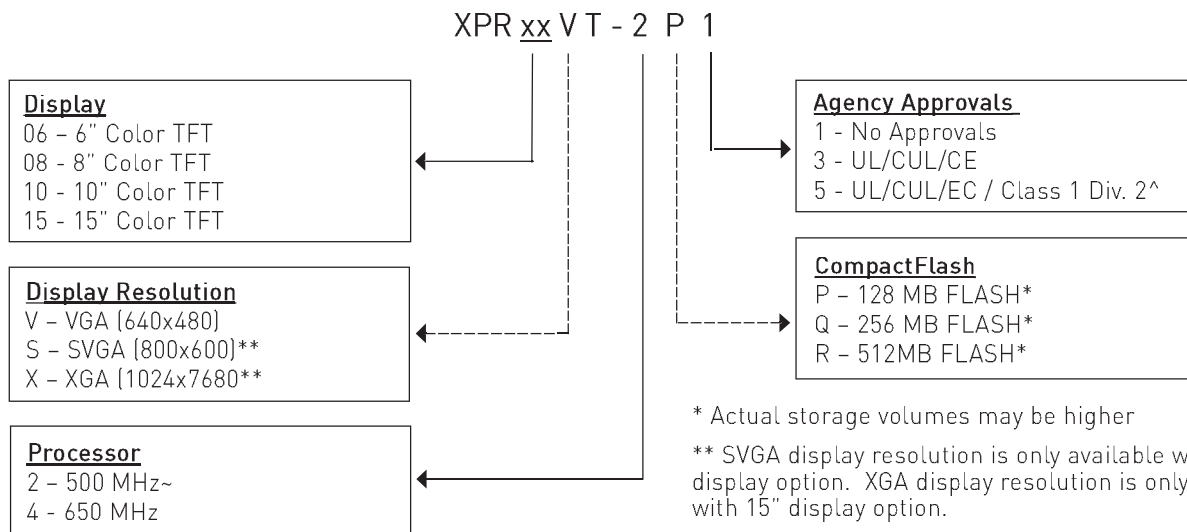 XPR xx V T - 2 P 1
Display
06 – 6” Color TFT
08 - 8” Color TFT
10 - 10” Color TFT
15 - 15” Color TFT
Display Resolution
V – VGA (640x480)
S – SVGA (800x600)**
X – XGA (1024x7680**
Processor
2 – 500 MHz~
4 - 650 MHz
Agency Approvals
1 - No Approvals
3 - UL/CUL/CE
5 - UL/CUL/EC / Class 1 Div. 2^
CompactFlash
P – 128 MB FLASH*
Q – 256 MB FLASH*
R – 512MB FLASH*
* Actual storage volumes may be higher
** SVGA display resolution is only available
display option. XGA display resolution is only
with 15” display option.